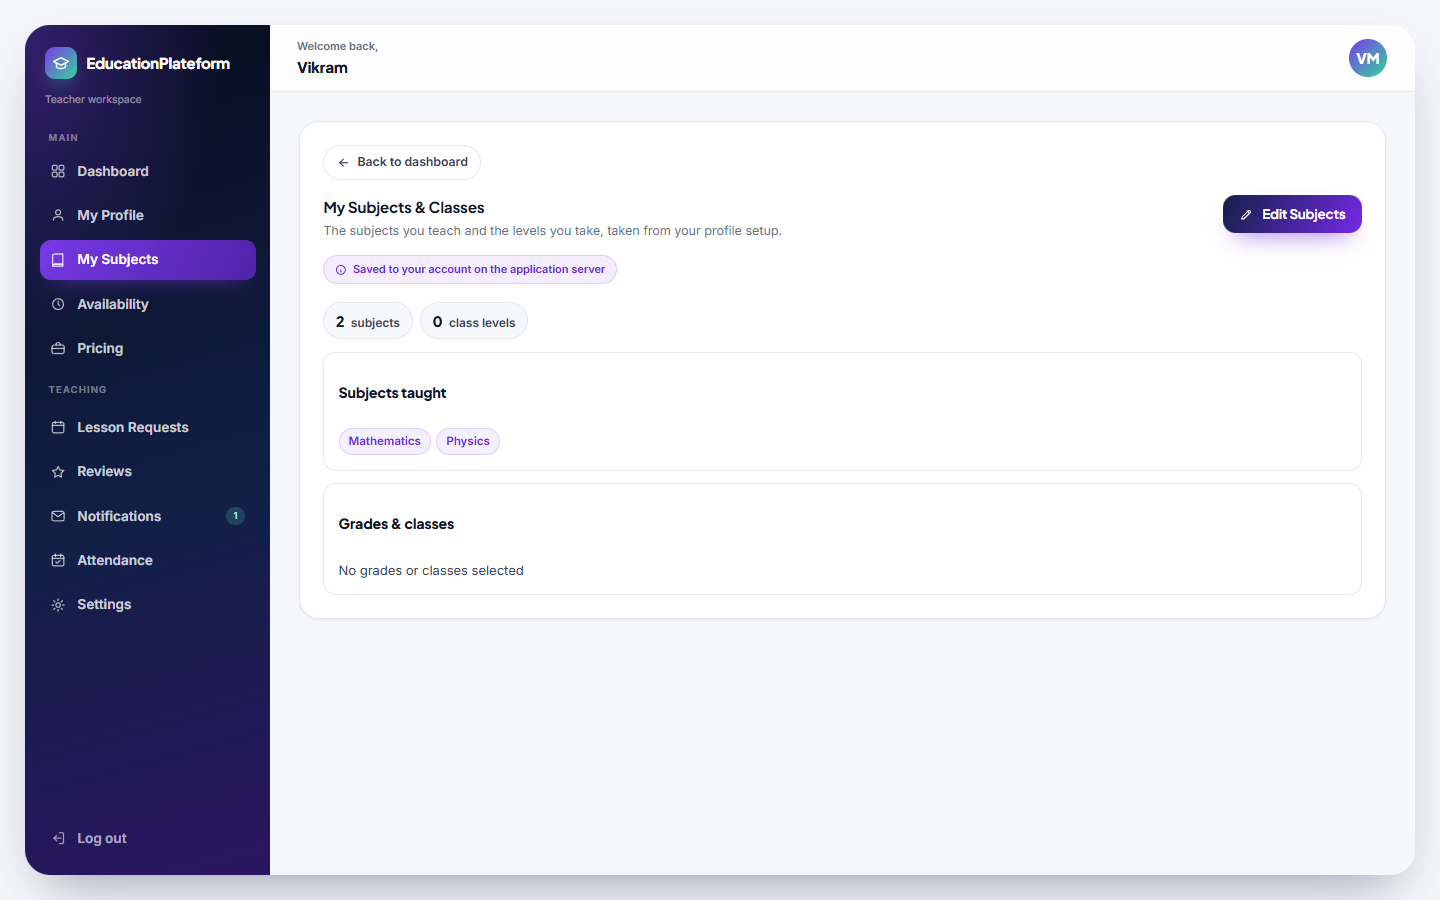 EducationPlateform
Teacher workspace
MAIN
Dashboard
My Profile
My Subjects
Availability
Pricing
TEACHING
Lesson Requests
Reviews
Notifications 1
Attendance
Settings
Log out
Welcome back,
Vikram
VM
Back to dashboard
My Subjects & Classes
The subjects you teach and the levels you take, taken from your profile setup.
Edit Subjects
Saved to your account on the application server
2 subjects 0 class levels
Subjects taught
Mathematics Physics
Grades & classes
No grades or classes selected